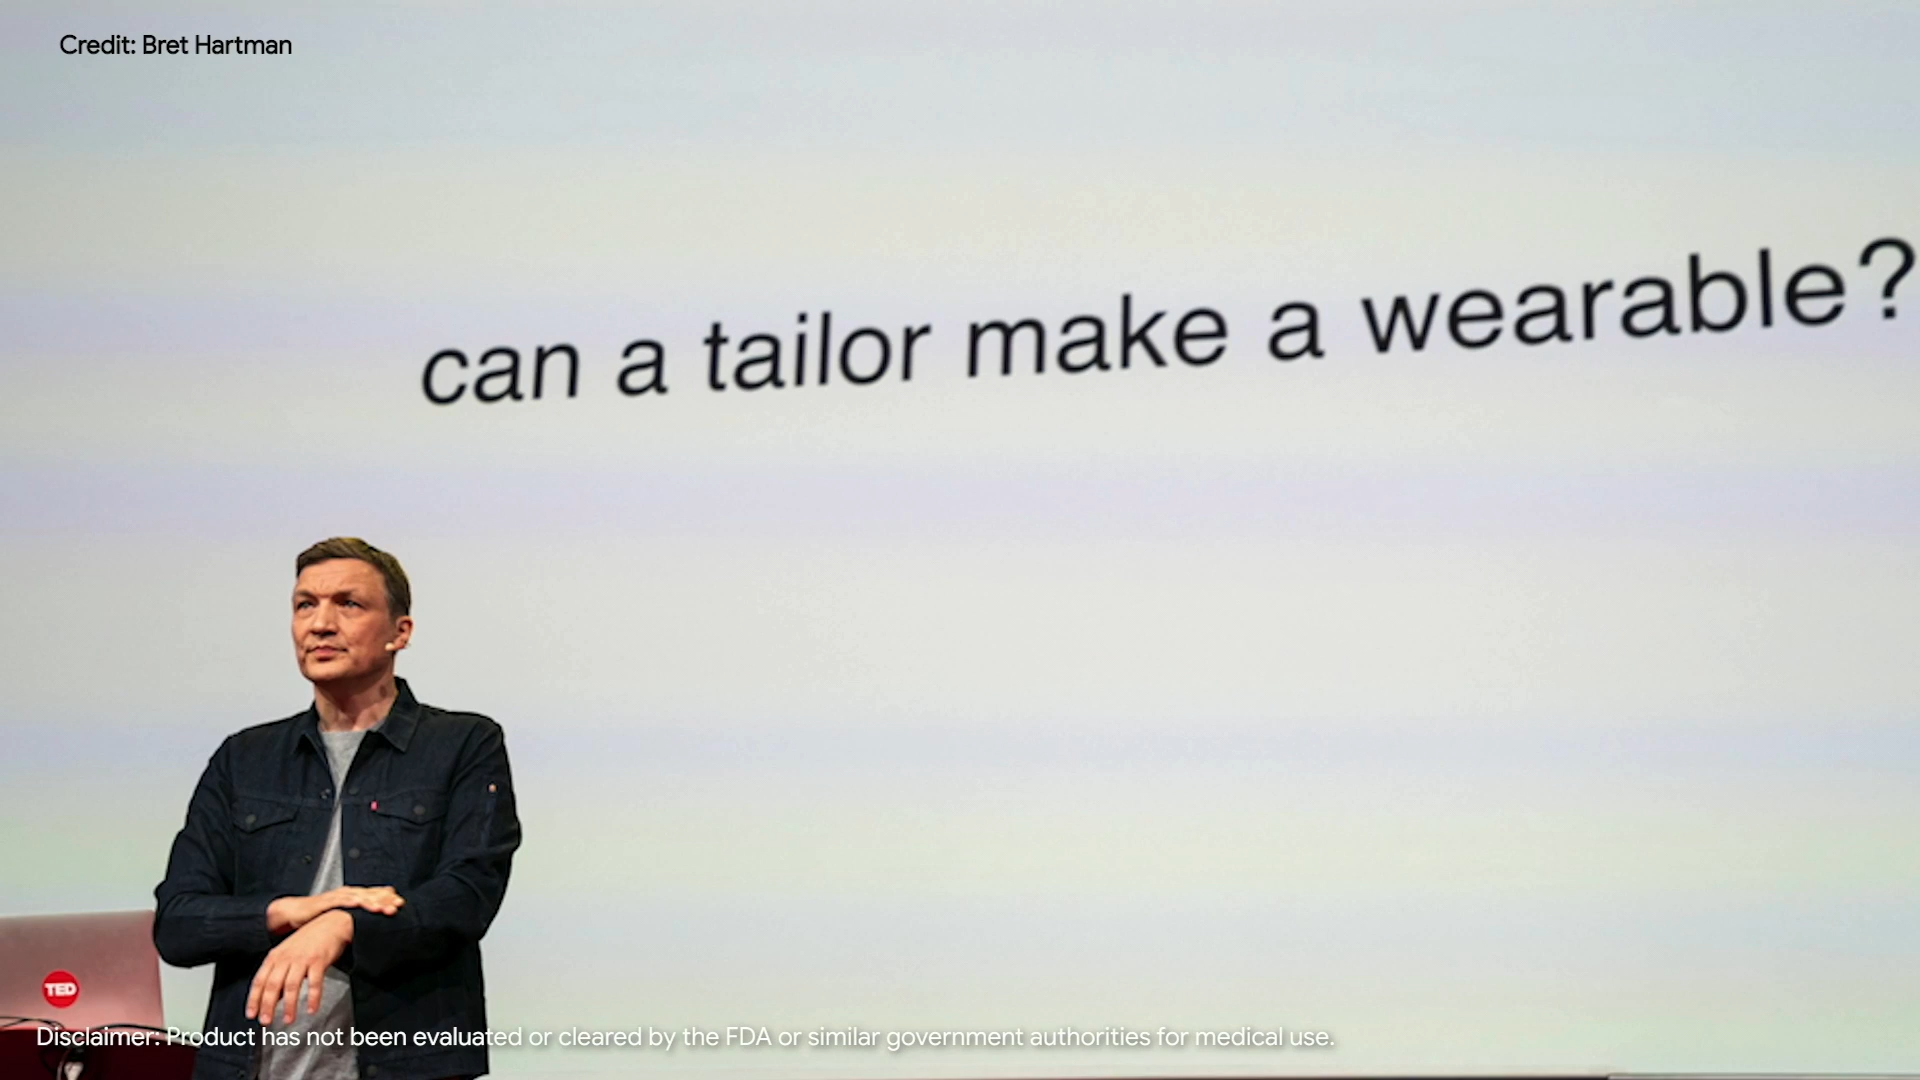 Credit: Bret Hartman
can a tailor make a wearable?
TED
Disclaimer: Product has not been evaluated or cleared by the FDA or similar government authorities for medical use.